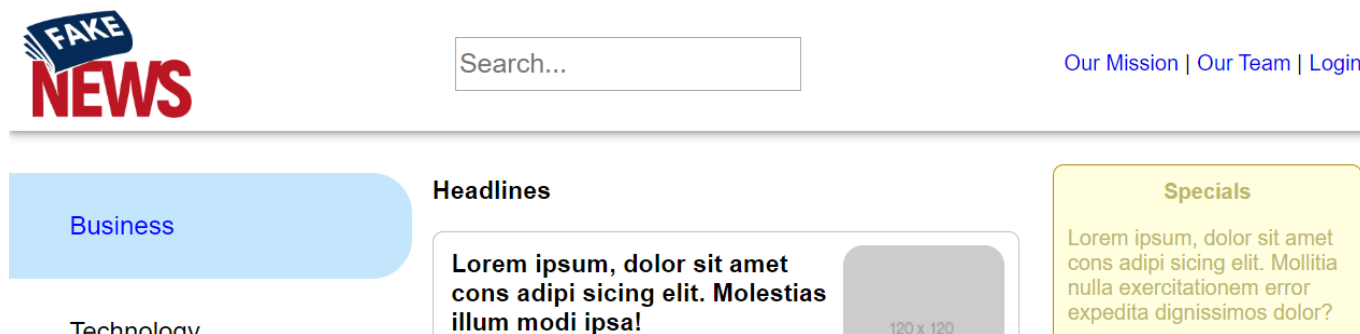 FAKE
NEWS
Search...
Our Mission | Our Team | Login
Business
Technology
Headlines
Lorem ipsum, dolor sit amet
cons adipi sicing elit. Molestias
illum modi ipsa!
120 x 120
Specials
Lorem ipsum, dolor sit amet
cons adipi sicing elit. Mollitia
nulla exercitationem error
expedita dignissimos dolor?